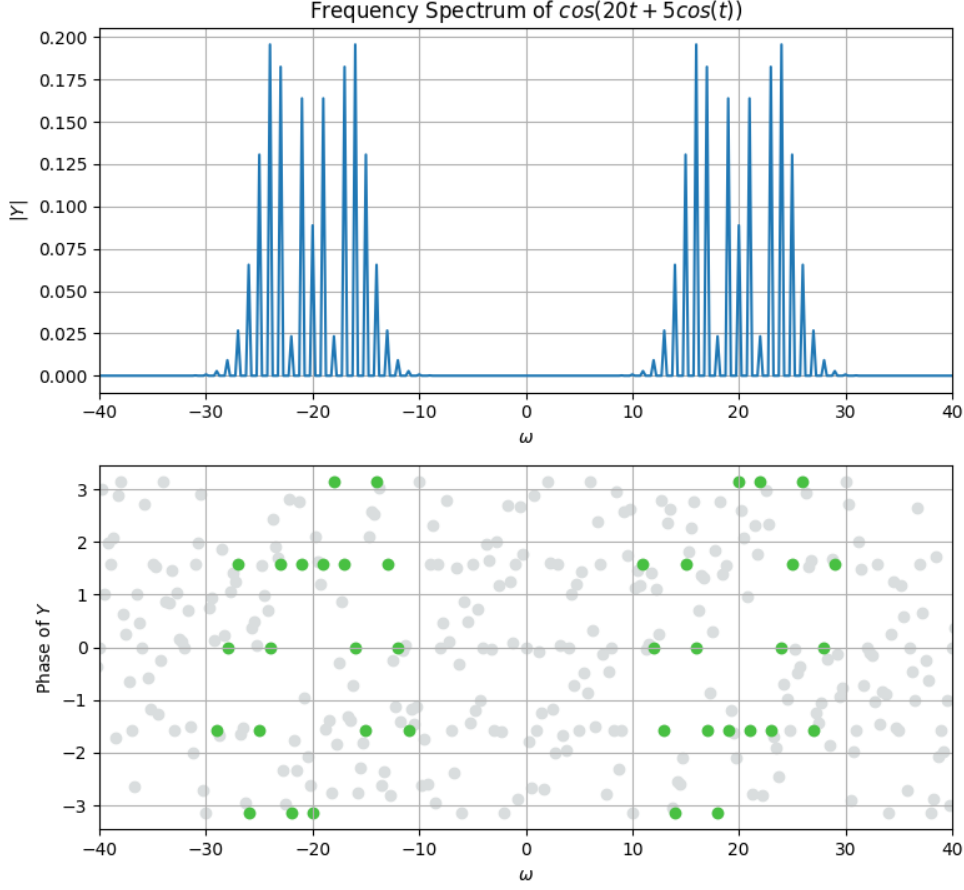 Frequency Spectrum of cos(20t + 5cos(t))
0.200
0.175
0.150
0.125
0.100
0.075
0.050
0.025
0.000
|Y|
−40 −30 −20 −10 0 10 20 30 40
ω
3
2
1
0
−1
−2
−3
Phase of Y
−40 −30 −20 −10 0 10 20 30 40
ω